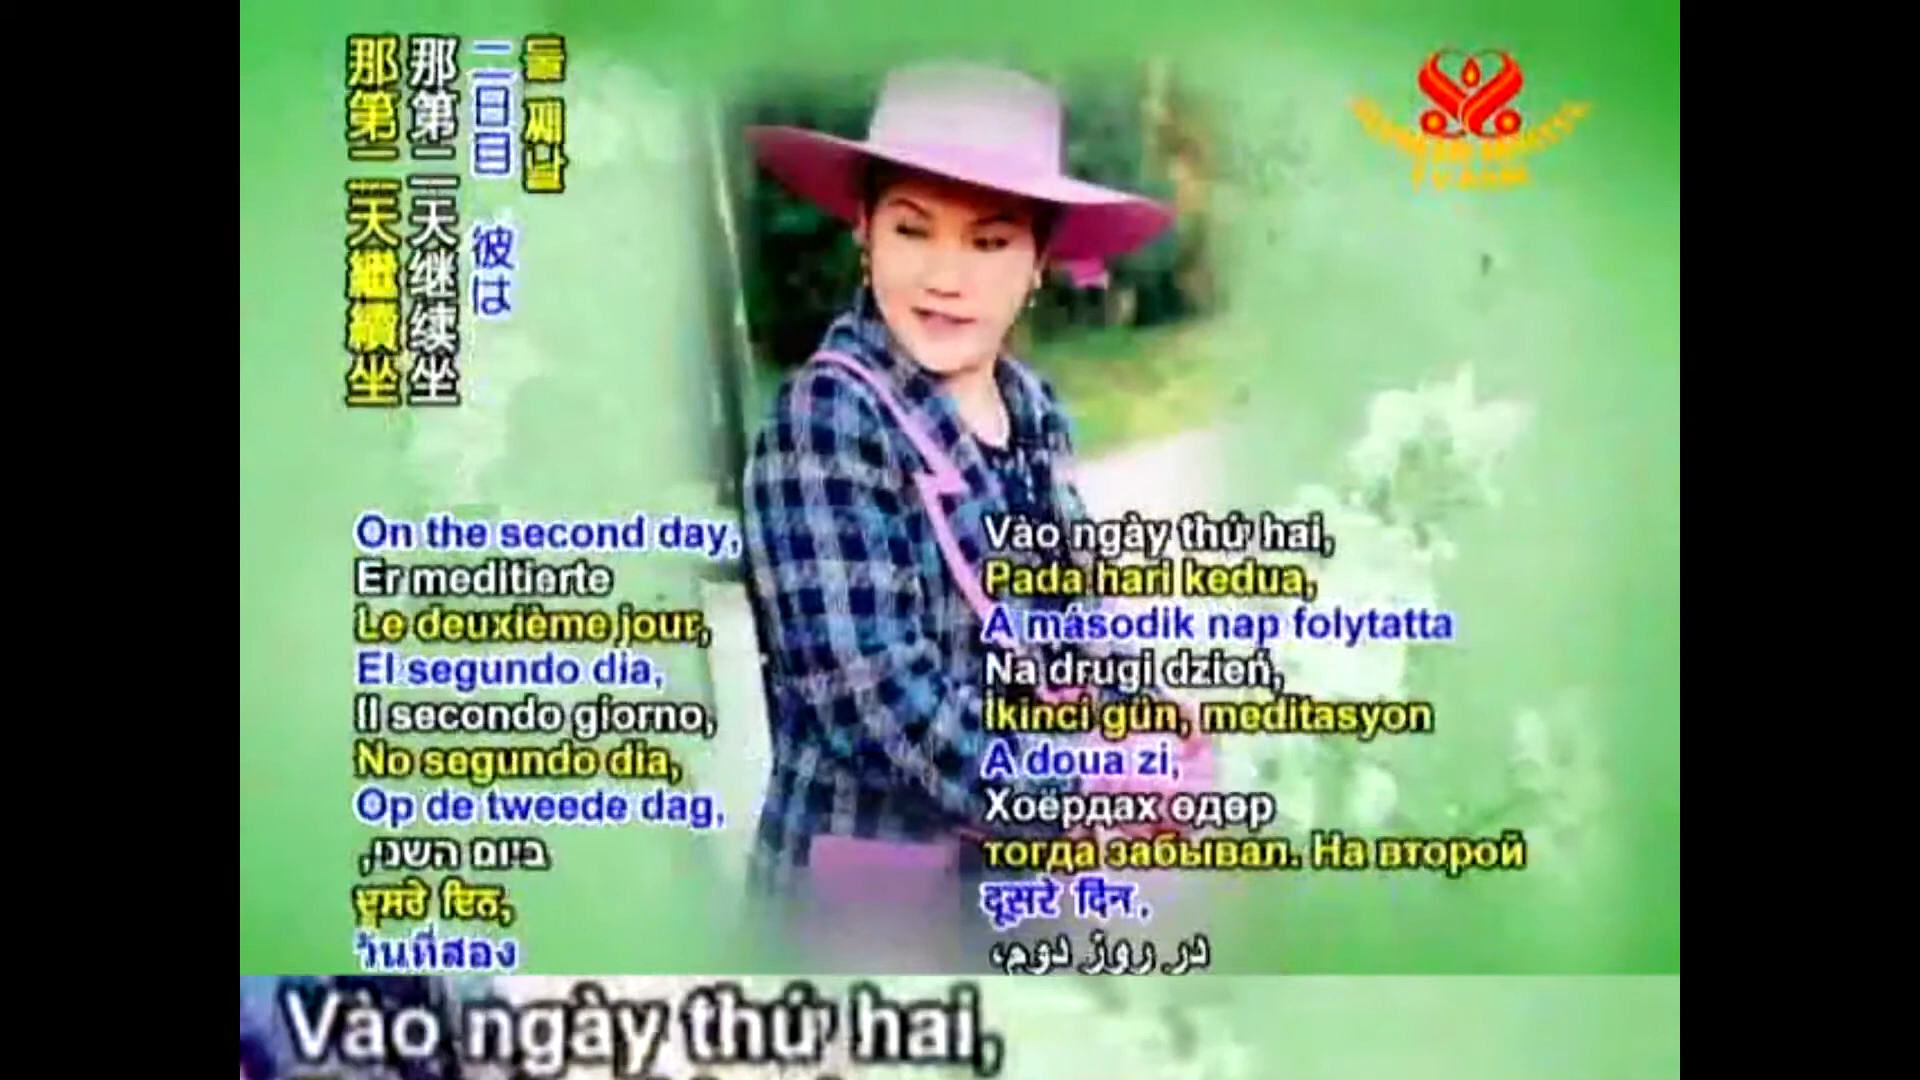 둘째날
二日目 彼は
那第二天继续坐
那第二天繼續坐
On the second day,
Er meditierte
Le deuxième jour,
El segundo dia,
Il secondo giorno,
No segundo dia,
Op de tweede dag,
ביום השני,
ਦੂਸਰੇ ਦਿਨ,
วันที่สอง
Vào ngày thứ hai,
Pada hari kedua,
A második nap folytatta
Na drugi dzień,
İkinci gün, meditasyon
A doua zi,
Хоёрдах өдөр
тогда забывал. На второй
दूसरे दिन,
در روز دوم،
Vào ngày thứ hai,